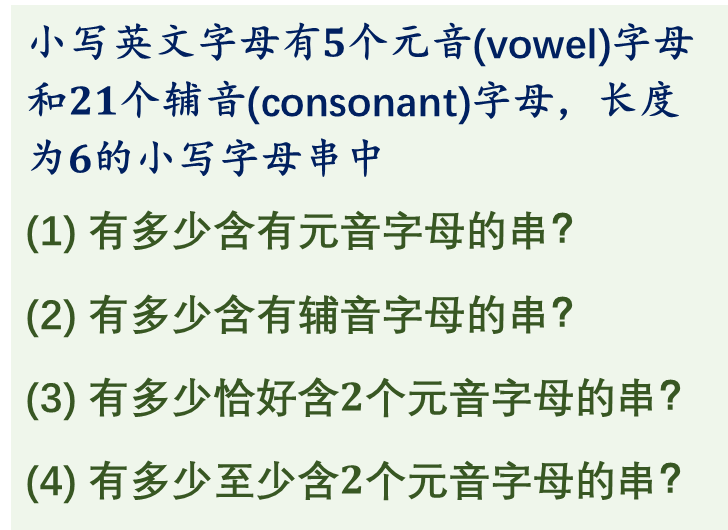 小写英文字母有5个元音(vowel)字母
和21个辅音(consonant)字母，长度
为6的小写字母串中
(1) 有多少含有元音字母的串?
(2) 有多少含有辅音字母的串?
(3) 有多少恰好含2个元音字母的串?
(4) 有多少至少含2个元音字母的串?